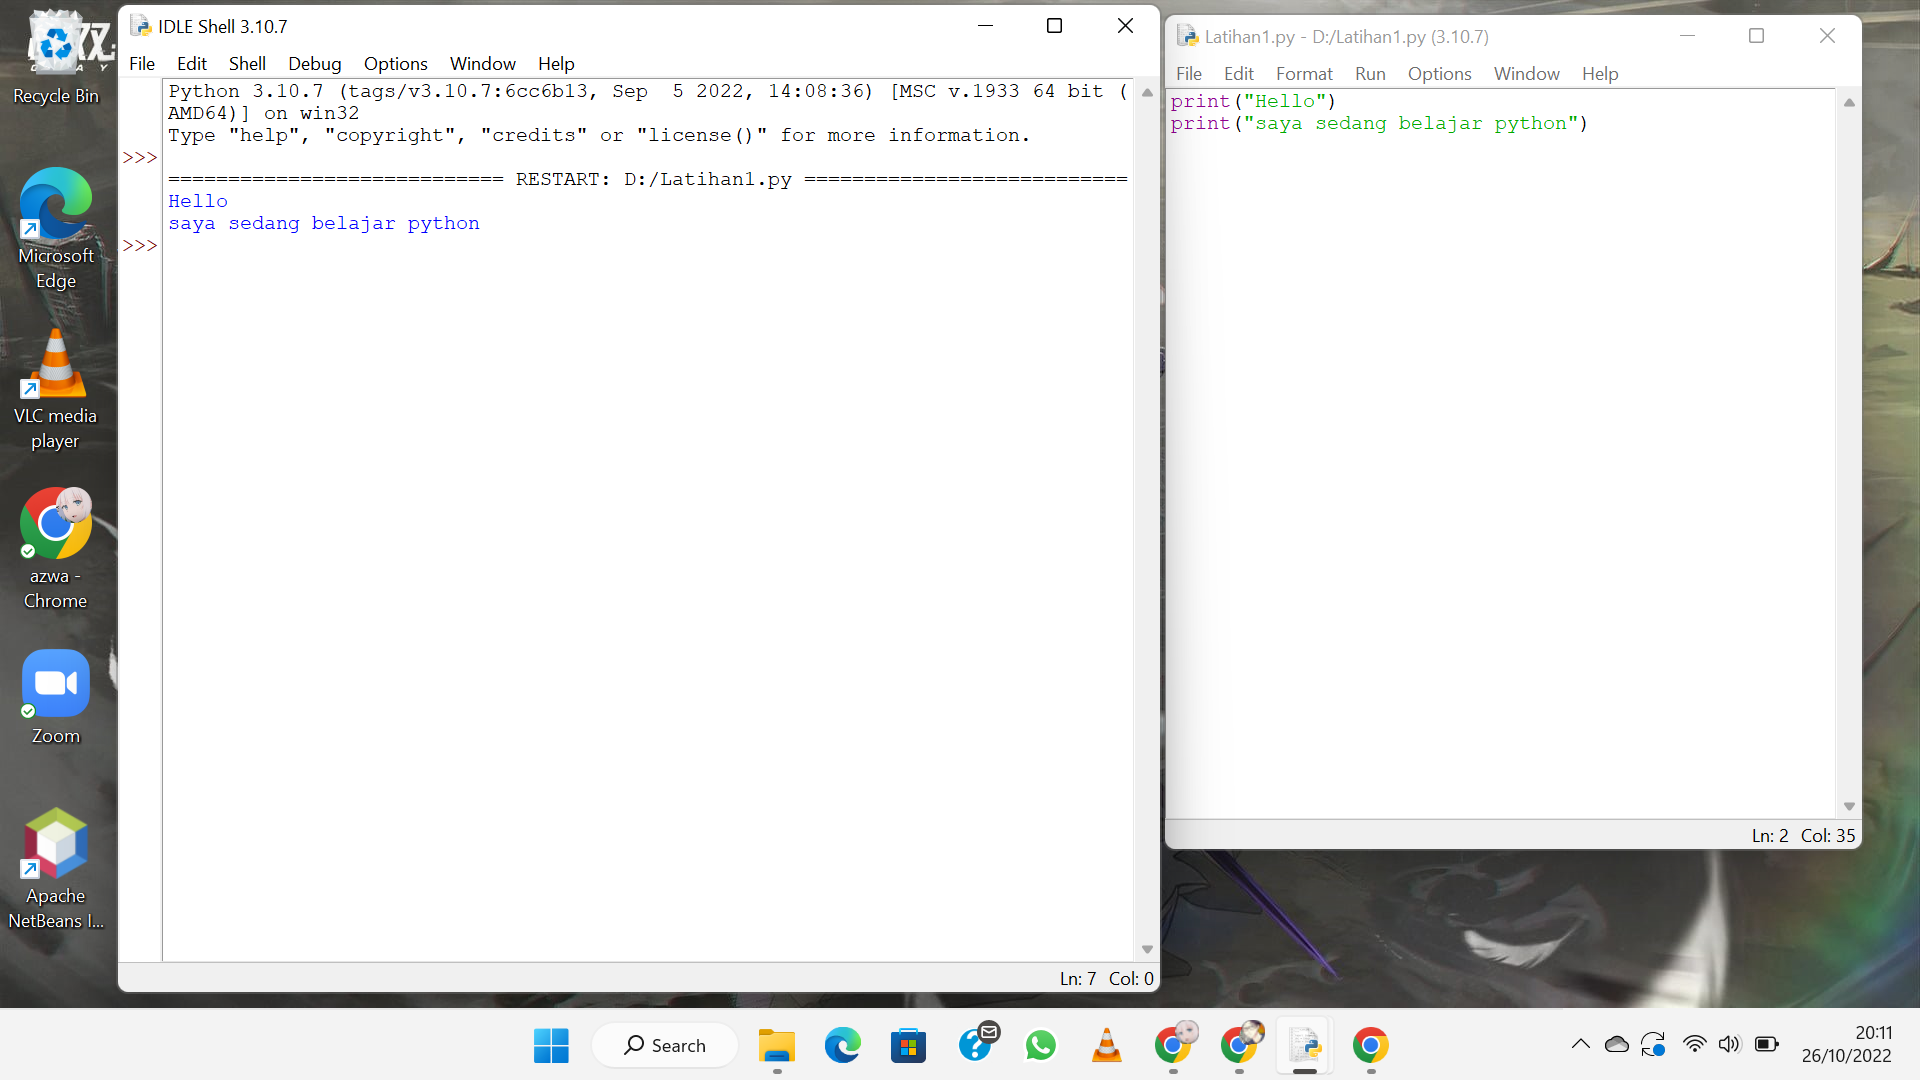 Recycle Bin
Microsoft
Edge
VLC media
player
azwa -
Chrome
Zoom
Apache
NetBeans I...
IDLE Shell 3.10.7
File Edit Shell Debug Options Window Help
Python 3.10.7 (tags/v3.10.7:6cc6b13, Sep  5 2022, 14:08:36) [MSC v.1933 64 bit (
AMD64)] on win32
Type "help", "copyright", "credits" or "license()" for more information.
>>>
============================ RESTART: D:/Latihan1.py ===========================
Hello
saya sedang belajar python
>>>
Ln: 7 Col: 0
Latihan1.py - D:/Latihan1.py (3.10.7)
File Edit Format Run Options Window Help
print("Hello")
print("saya sedang belajar python")
Ln: 2 Col: 35
Search
20:11
26/10/2022